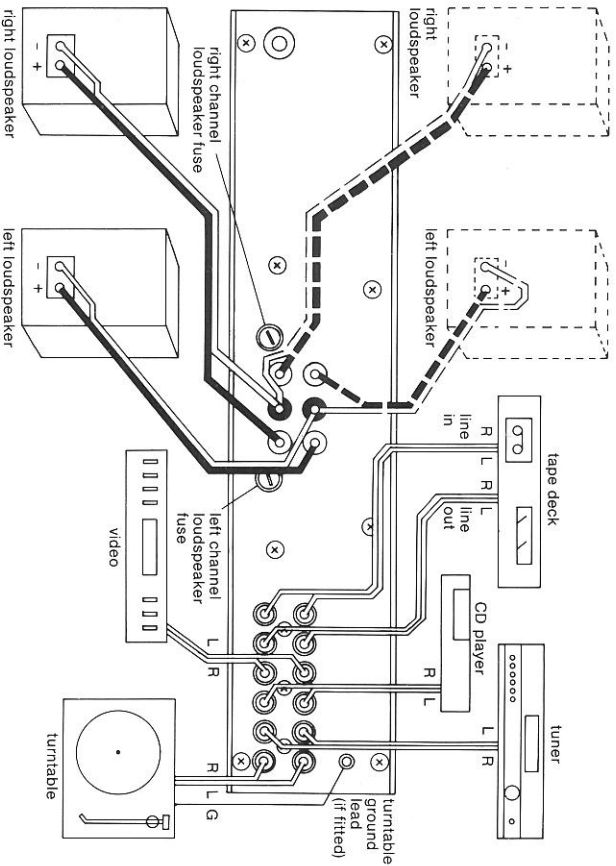 right loudspeaker
-
+
left loudspeaker
-
+
right
loudspeaker
-
+
left loudspeaker
-
+
right channel
loudspeaker fuse
left channel
loudspeaker
fuse
tape deck
line
in
R
L
line
out
R
L
CD player
R
L
tuner
L
R
video
L
R
turntable
R
L
G
turntable
ground
lead
(if fitted)